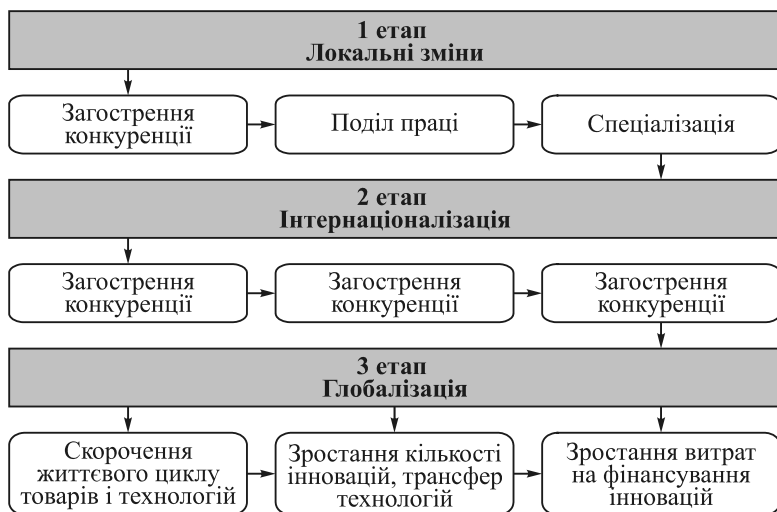 1 етап
Локальні зміни
Загострення
конкуренції
Поділ праці
Спеціалізація
2 етап
Інтернаціоналізація
Загострення
конкуренції
Загострення
конкуренції
Загострення
конкуренції
3 етап
Глобалізація
Скорочення
життєвого циклу
товарів і технологій
Зростання кількості
інновацій, трансфер
технологій
Зростання витрат
на фінансування
інновацій